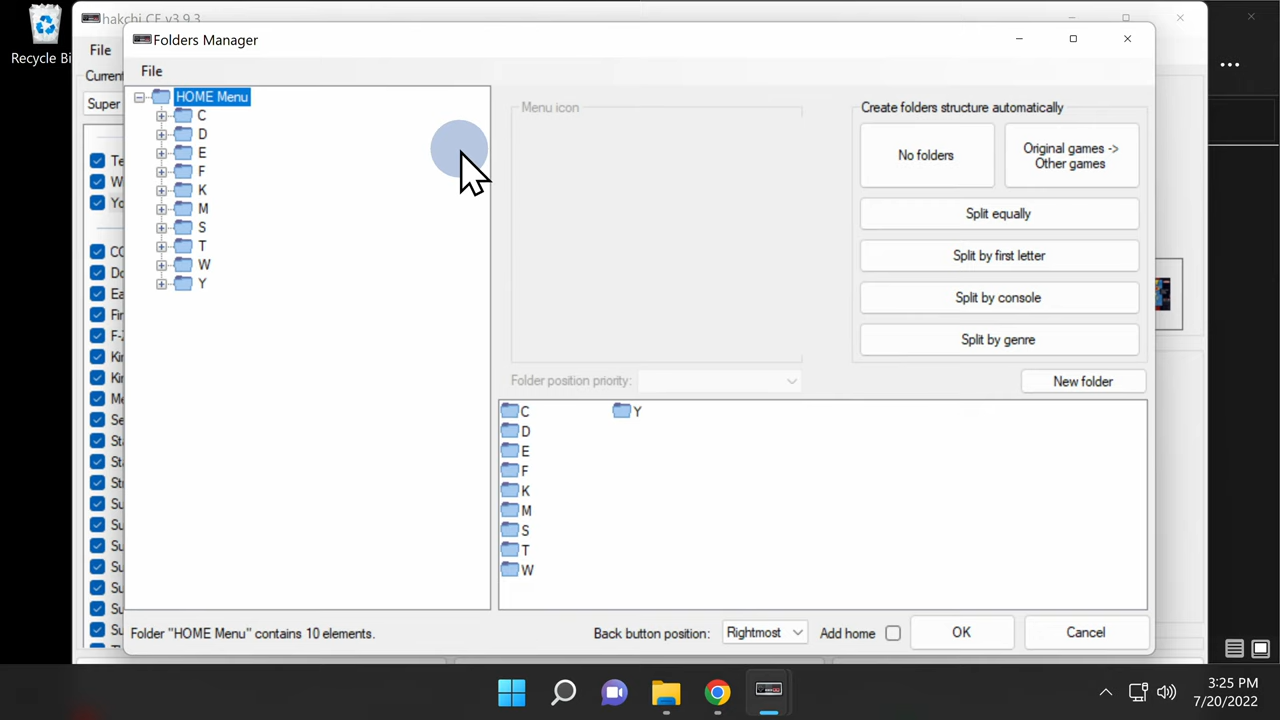 Recycle Bi
hakchi CE v3.9.3
File
Current
Super
Folders Manager
File
HOME Menu
C
D
E
F
K
M
S
T
W
Y
Menu icon
Create folders structure automatically
No folders
Original games ->
Other games
Split equally
Split by first letter
Split by console
Split by genre
Folder position priority:
New folder
C
D
E
F
K
M
S
T
W
Y
Folder "HOME Menu" contains 10 elements.
Back button position:
Rightmost
Add home
OK
Cancel
3:25 PM
7/20/2022